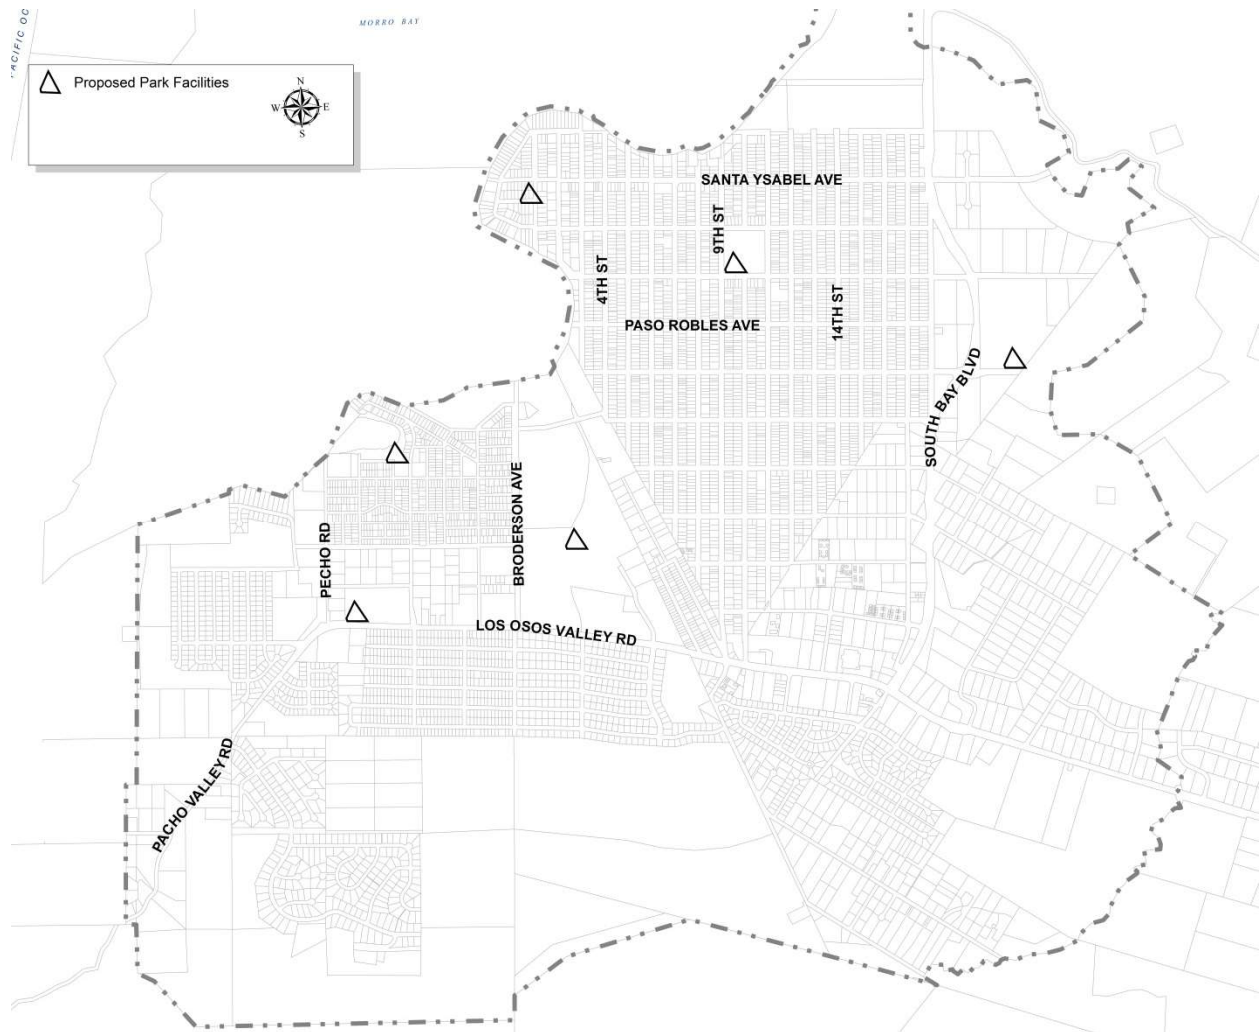 PACIFIC OC
MORRO BAY
Proposed Park Facilities
N
W E
S
SANTA YSABEL AVE
9TH ST
4TH ST
14TH ST
PASO ROBLES AVE
SOUTH BAY BLVD
BRODERSON AVE
PECHO RD
LOS OSOS VALLEY RD
PACHO VALLEY RD